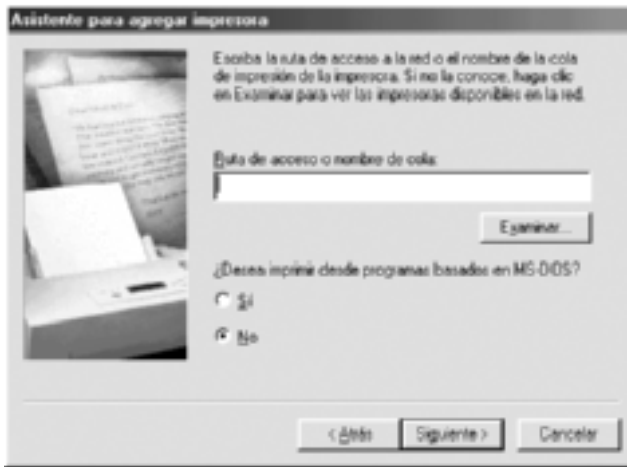 Asistente para agregar impresora
Escriba la ruta de acceso a la red o el nombre de la cola
de impresión de la impresora. Si no la conoce, haga clic
en Examinar para ver las impresoras disponibles en la red.
Ruta de acceso o nombre de cola:
Examinar...
¿Desea imprimir desde programas basados en MS-DOS?
Sí
No
< Atrás
Siguiente >
Cancelar